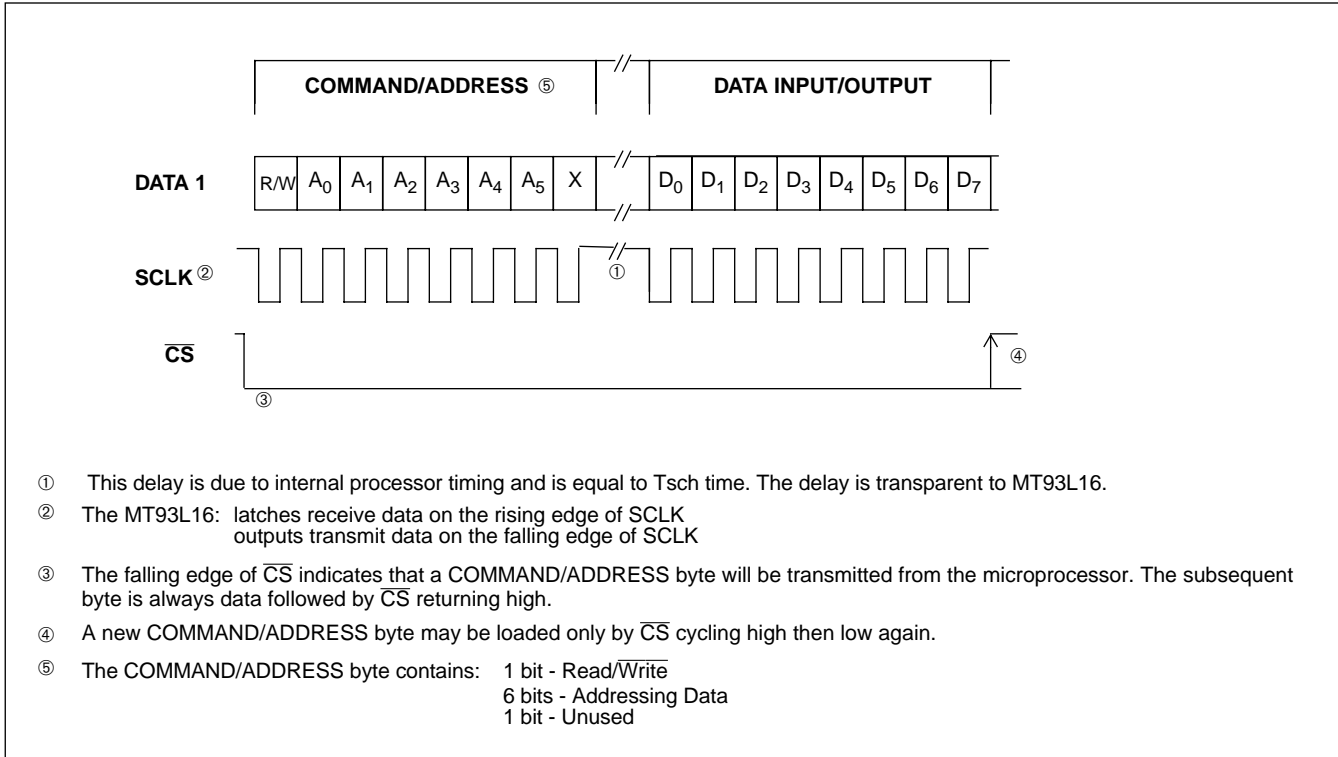 COMMAND/ADDRESS ⑤ // DATA INPUT/OUTPUT
DATA 1 R/W A₀ A₁ A₂ A₃ A₄ A₅ X // D₀ D₁ D₂ D₃ D₄ D₅ D₆ D₇
//
SCLK ② // ①
C̅S̅ ④
③
① This delay is due to internal processor timing and is equal to Tsch time. The delay is transparent to MT93L16.
② The MT93L16: latches receive data on the rising edge of SCLK
outputs transmit data on the falling edge of SCLK
③ The falling edge of C̅S̅ indicates that a COMMAND/ADDRESS byte will be transmitted from the microprocessor. The subsequent
byte is always data followed by C̅S̅ returning high.
④ A new COMMAND/ADDRESS byte may be loaded only by C̅S̅ cycling high then low again.
⑤ The COMMAND/ADDRESS byte contains: 1 bit - Read/W̅r̅i̅t̅e̅
6 bits - Addressing Data
1 bit - Unused